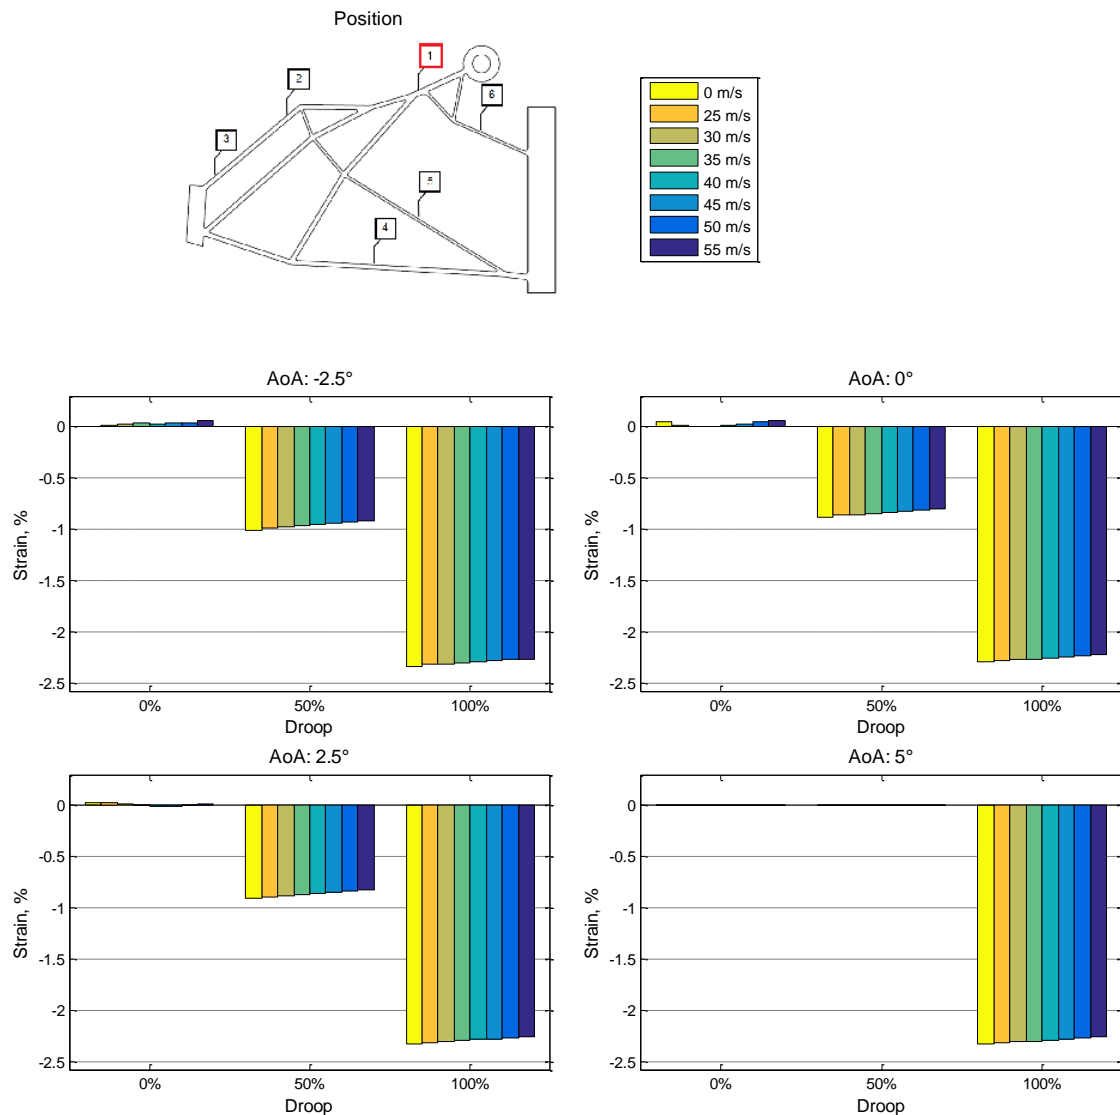 Position
1
2
3
4
5
6
0 m/s
25 m/s
30 m/s
35 m/s
40 m/s
45 m/s
50 m/s
55 m/s
AoA: -2.5°
Strain, %
0
-0.5
-1
-1.5
-2
-2.5
0% 50% 100%
Droop
AoA: 0°
Strain, %
0
-0.5
-1
-1.5
-2
-2.5
0% 50% 100%
Droop
AoA: 2.5°
Strain, %
0
-0.5
-1
-1.5
-2
-2.5
0% 50% 100%
Droop
AoA: 5°
Strain, %
0
-0.5
-1
-1.5
-2
-2.5
0% 50% 100%
Droop